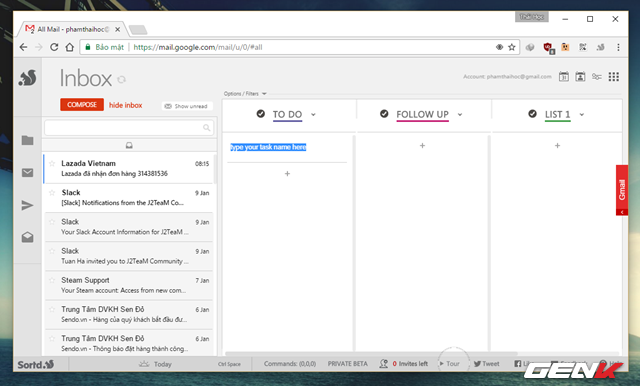 Thái Học
All Mail - phamthaihoc@
Bảo mật
https://mail.google.com/mail/u/0/#all
Inbox
Account: phamthaihoc@gmail.com
31
COMPOSE
hide inbox
Show unread
Options / Filters
TO DO
FOLLOW UP
LIST 1
type your task name here
+
+
+
Gmail
Lazada Vietnam 08:15
Lazada đã nhận đơn hàng 314381536
Slack 9 Jan
[Slack] Notifications from the J2TeaM Co...
Slack 9 Jan
Your Slack Account Information for J2TeaM C...
Slack 9 Jan
Tuan Ha invited you to J2TeaM Community ...
Steam Support 7 Jan
Your Steam account: Access from new com...
Trung Tâm DVKH Sen Đỏ 6 Jan
Sendo.vn - Hàng của quý khách bắt đầu đư...
Trung Tâm DVKH Sen Đỏ 6 Jan
Sendo.vn - Thông báo đặt hàng thành công...
Sortd
Today
Ctrl Space
Commands: (0,0,0)
PRIVATE BETA
0 Invites left
Tour
Tweet
GENK